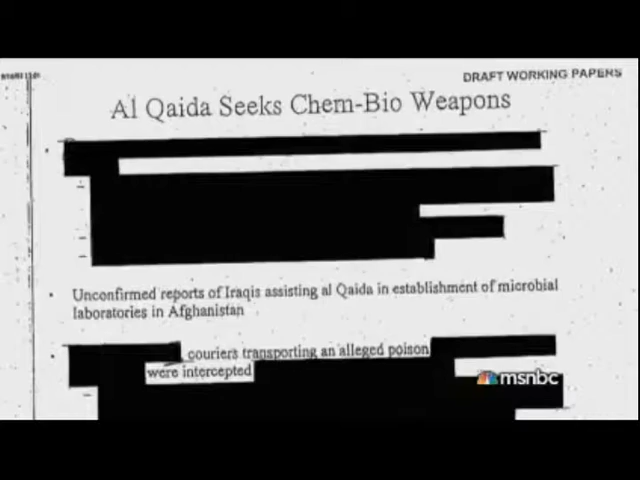 DRAFT WORKING PAPERS
Al Qaida Seeks Chem-Bio Weapons
Unconfirmed reports of Iraqis assisting al Qaida in establishment of microbial
laboratories in Afghanistan
couriers transporting an alleged poison
were intercepted
msnbc